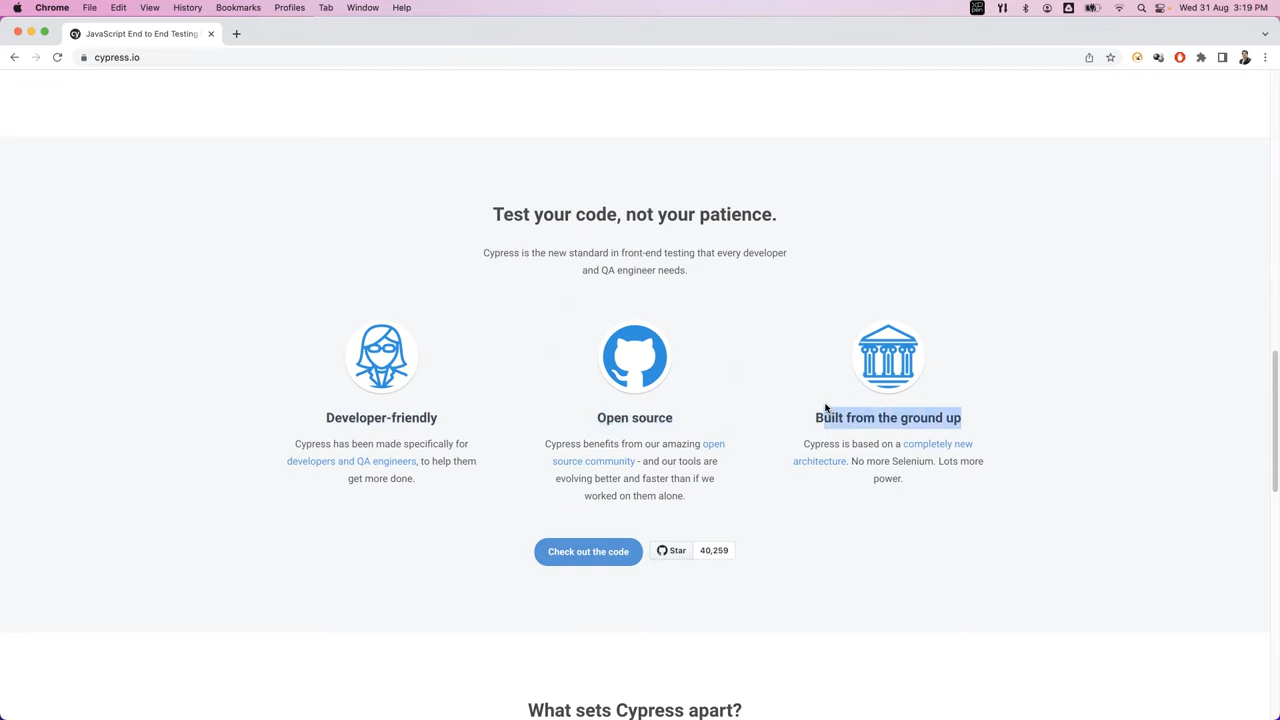 Chrome File Edit View History Bookmarks Profiles Tab Window Help
Wed 31 Aug 3:19 PM
JavaScript End to End Testing
cypress.io
Test your code, not your patience.
Cypress is the new standard in front-end testing that every developer
and QA engineer needs.
Developer-friendly
Cypress has been made specifically for
developers and QA engineers, to help them
get more done.
Open source
Cypress benefits from our amazing open
source community - and our tools are
evolving better and faster than if we
worked on them alone.
Built from the ground up
Cypress is based on a completely new
architecture. No more Selenium. Lots more
power.
Check out the code
Star 40,259
What sets Cypress apart?